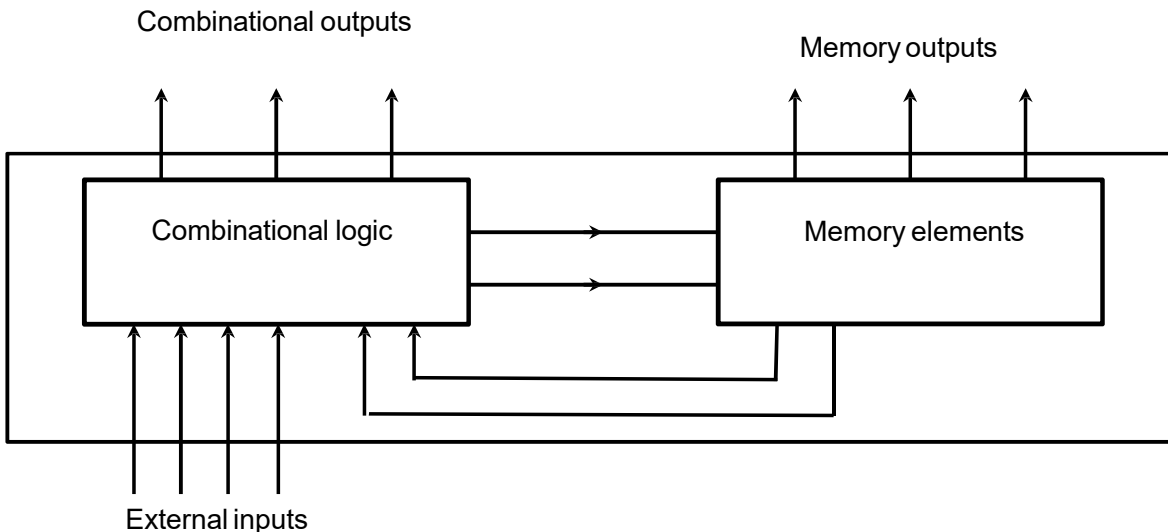 Combinational outputs
Memory outputs
Combinational logic
Memory elements
External inputs